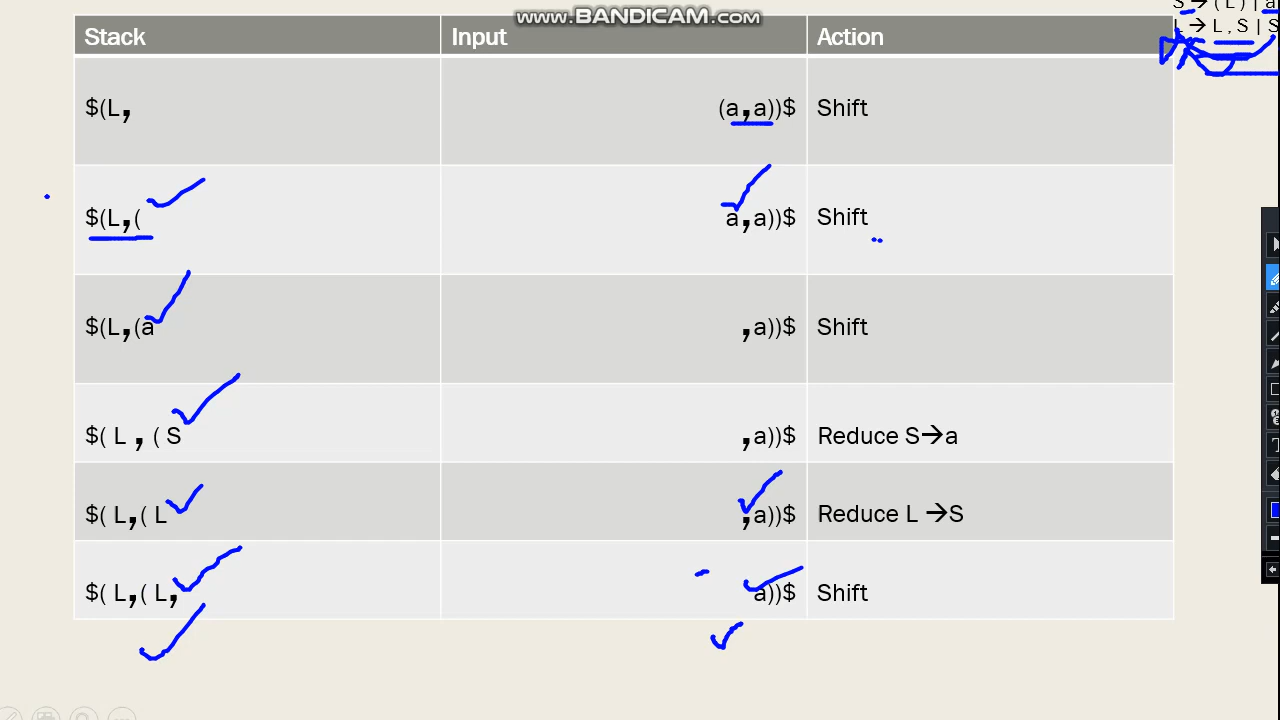 www.BANDICAM.com
S → ( L ) | a
L → L , S | S
Stack Input Action
$(L, (a,a))$ Shift
$(L,( a,a))$ Shift
$(L,(a ,a))$ Shift
$( L , ( S ,a))$ Reduce S→a
$( L,( L ,a))$ Reduce L →S
$( L,( L, a))$ Shift